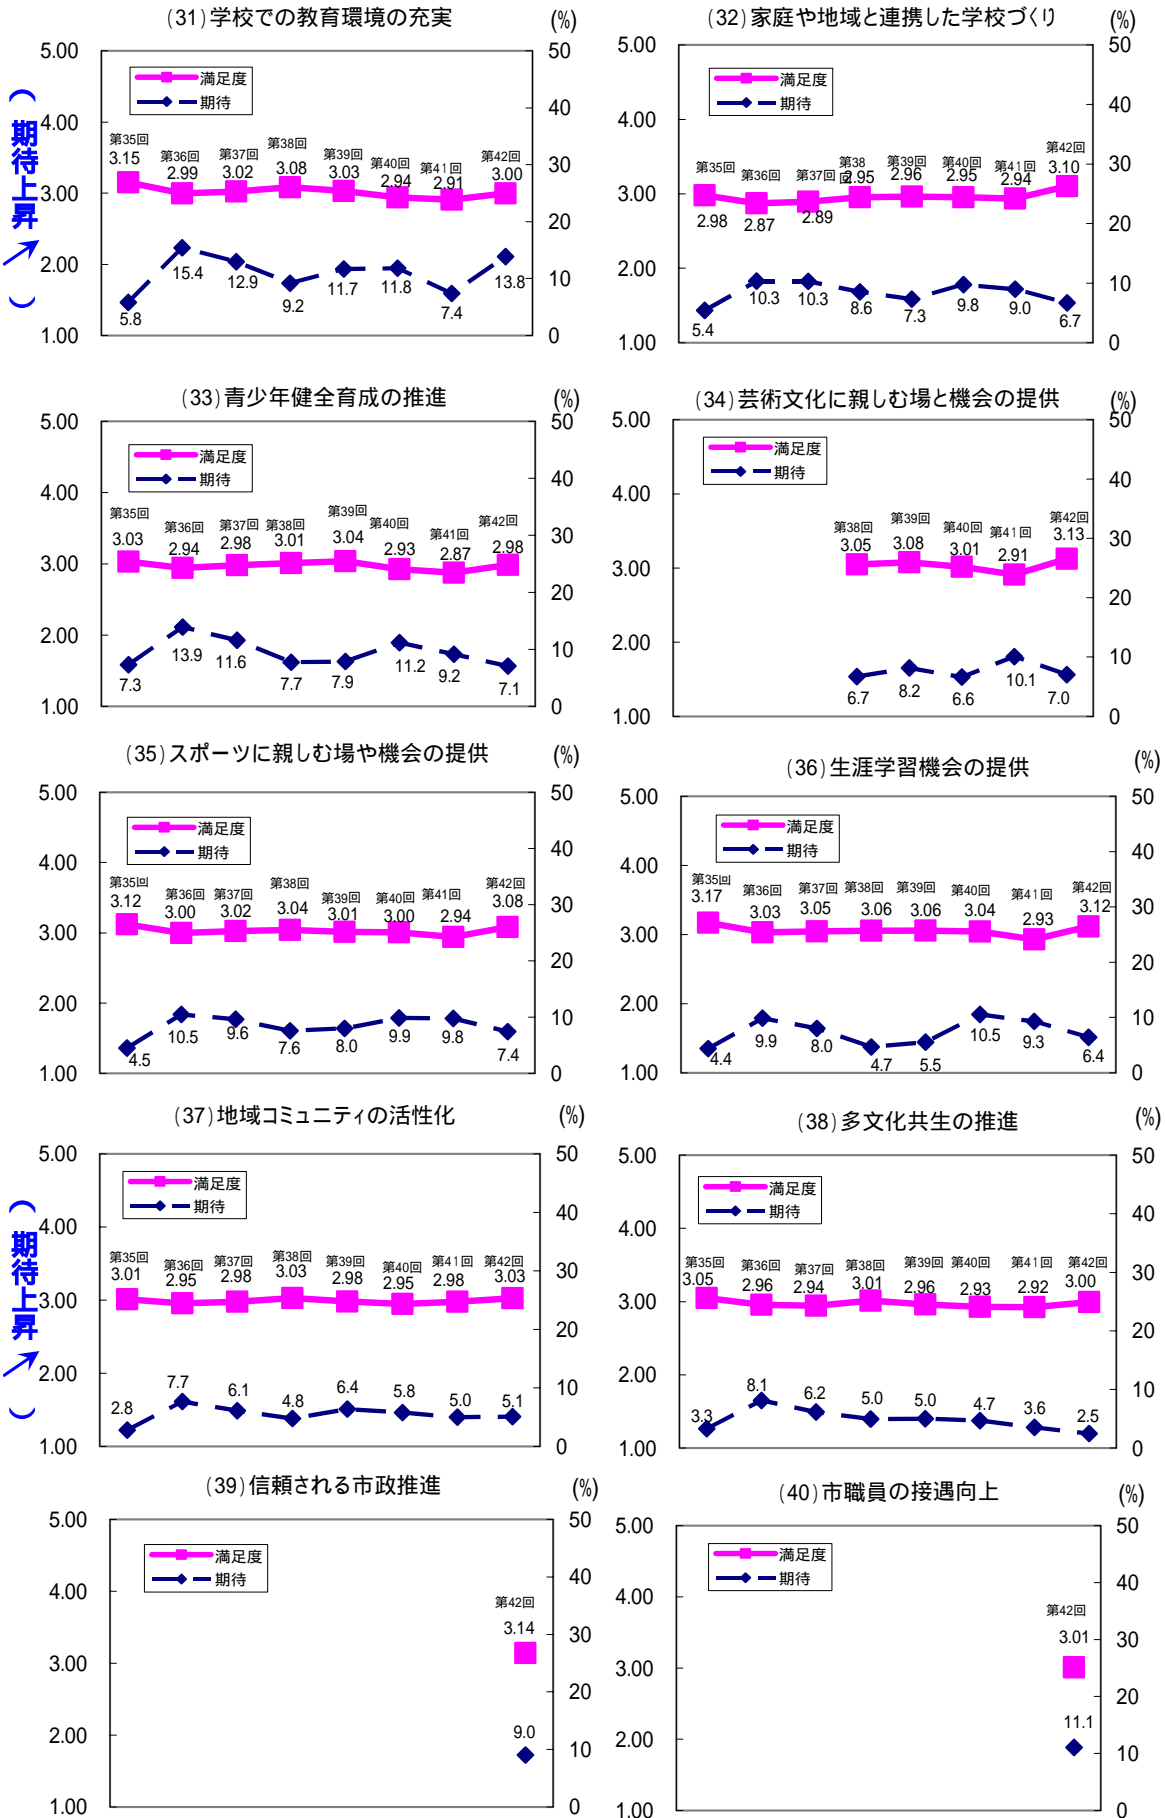 (31)学校での教育環境の充実
(%)
5.00
4.00
3.00
2.00
1.00
50
40
30
20
10
0
満足度
期待
(期待上昇↗)
第35回 第36回 第37回 第38回 第39回 第40回 第41回 第42回
3.15 2.99 3.02 3.08 3.03 2.94 2.91 3.00
5.8 15.4 12.9 9.2 11.7 11.8 7.4 13.8
(32)家庭や地域と連携した学校づくり
(%)
5.00
4.00
3.00
2.00
1.00
50
40
30
20
10
0
満足度
期待
第35回 第36回 第37回 第38回 第39回 第40回 第41回 第42回
2.98 2.87 2.89 2.95 2.96 2.95 2.94 3.10
5.4 10.3 10.3 8.6 7.3 9.8 9.0 6.7
(33)青少年健全育成の推進
(%)
5.00
4.00
3.00
2.00
1.00
50
40
30
20
10
0
満足度
期待
第35回 第36回 第37回 第38回 第39回 第40回 第41回 第42回
3.03 2.94 2.98 3.01 3.04 2.93 2.87 2.98
7.3 13.9 11.6 7.7 7.9 11.2 9.2 7.1
(34)芸術文化に親しむ場と機会の提供
(%)
5.00
4.00
3.00
2.00
1.00
50
40
30
20
10
0
満足度
期待
第38回 第39回 第40回 第41回 第42回
3.05 3.08 3.01 2.91 3.13
6.7 8.2 6.6 10.1 7.0
(35)スポーツに親しむ場や機会の提供
(%)
5.00
4.00
3.00
2.00
1.00
50
40
30
20
10
0
満足度
期待
第35回 第36回 第37回 第38回 第39回 第40回 第41回 第42回
3.12 3.00 3.02 3.04 3.01 3.00 2.94 3.08
4.5 10.5 9.6 7.6 8.0 9.9 9.8 7.4
(36)生涯学習機会の提供
(%)
5.00
4.00
3.00
2.00
1.00
50
40
30
20
10
0
満足度
期待
第35回 第36回 第37回 第38回 第39回 第40回 第41回 第42回
3.17 3.03 3.05 3.06 3.06 3.04 2.93 3.12
4.4 9.9 8.0 4.7 5.5 10.5 9.3 6.4
(37)地域コミュニティの活性化
(%)
5.00
4.00
3.00
2.00
1.00
50
40
30
20
10
0
満足度
期待
(期待上昇↗)
第35回 第36回 第37回 第38回 第39回 第40回 第41回 第42回
3.01 2.95 2.98 3.03 2.98 2.95 2.98 3.03
2.8 7.7 6.1 4.8 6.4 5.8 5.0 5.1
(38)多文化共生の推進
(%)
5.00
4.00
3.00
2.00
1.00
50
40
30
20
10
0
満足度
期待
第35回 第36回 第37回 第38回 第39回 第40回 第41回 第42回
3.05 2.96 2.94 3.01 2.96 2.93 2.92 3.00
3.3 8.1 6.2 5.0 5.0 4.7 3.6 2.5
(39)信頼される市政推進
(%)
5.00
4.00
3.00
2.00
1.00
50
40
30
20
10
0
満足度
期待
第42回
3.14
9.0
(40)市職員の接遇向上
(%)
5.00
4.00
3.00
2.00
1.00
50
40
30
20
10
0
満足度
期待
第42回
3.01
11.1